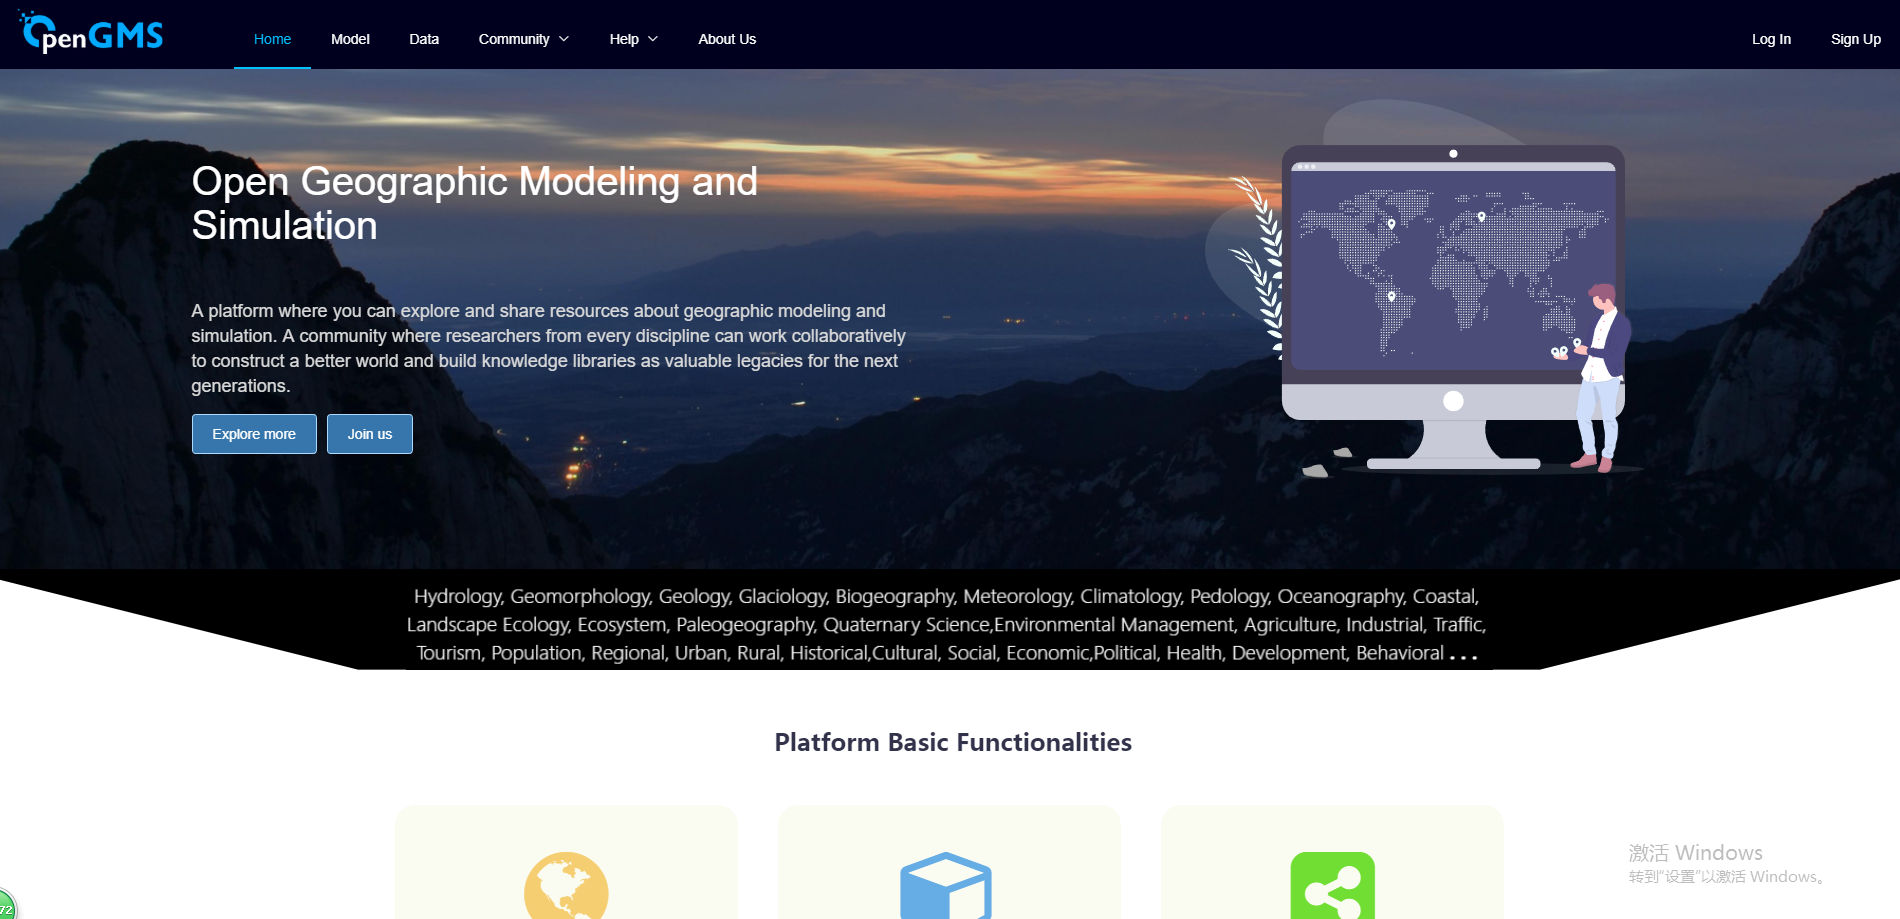 OpenGMS
Home Model Data Community Help About Us Log In Sign Up
Open Geographic Modeling and
Simulation
A platform where you can explore and share resources about geographic modeling and
simulation. A community where researchers from every discipline can work collaboratively
to construct a better world and build knowledge libraries as valuable legacies for the next
generations.
Explore more Join us
Hydrology, Geomorphology, Geology, Glaciology, Biogeography, Meteorology, Climatology, Pedology, Oceanography, Coastal,
Landscape Ecology, Ecosystem, Paleogeography, Quaternary Science,Environmental Management, Agriculture, Industrial, Traffic,
Tourism, Population, Regional, Urban, Rural, Historical,Cultural, Social, Economic,Political, Health, Development, Behavioral ...
Platform Basic Functionalities
激活 Windows
转到“设置”以激活 Windows。
72